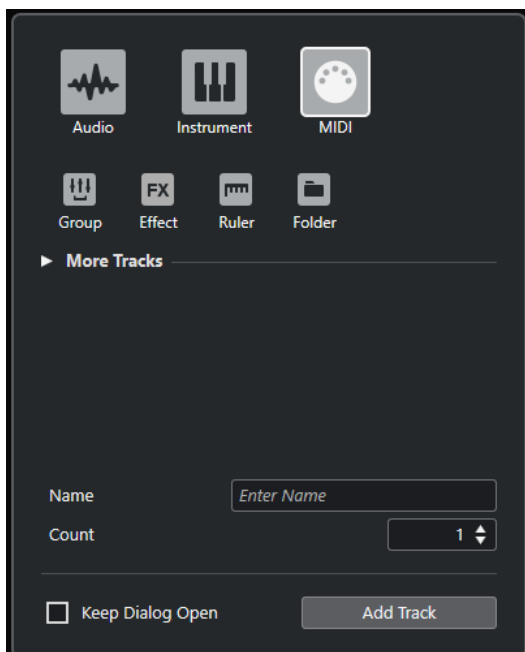 Audio Instrument MIDI
FX
Group Effect Ruler Folder
More Tracks
Name Enter Name
Count 1
Keep Dialog Open Add Track